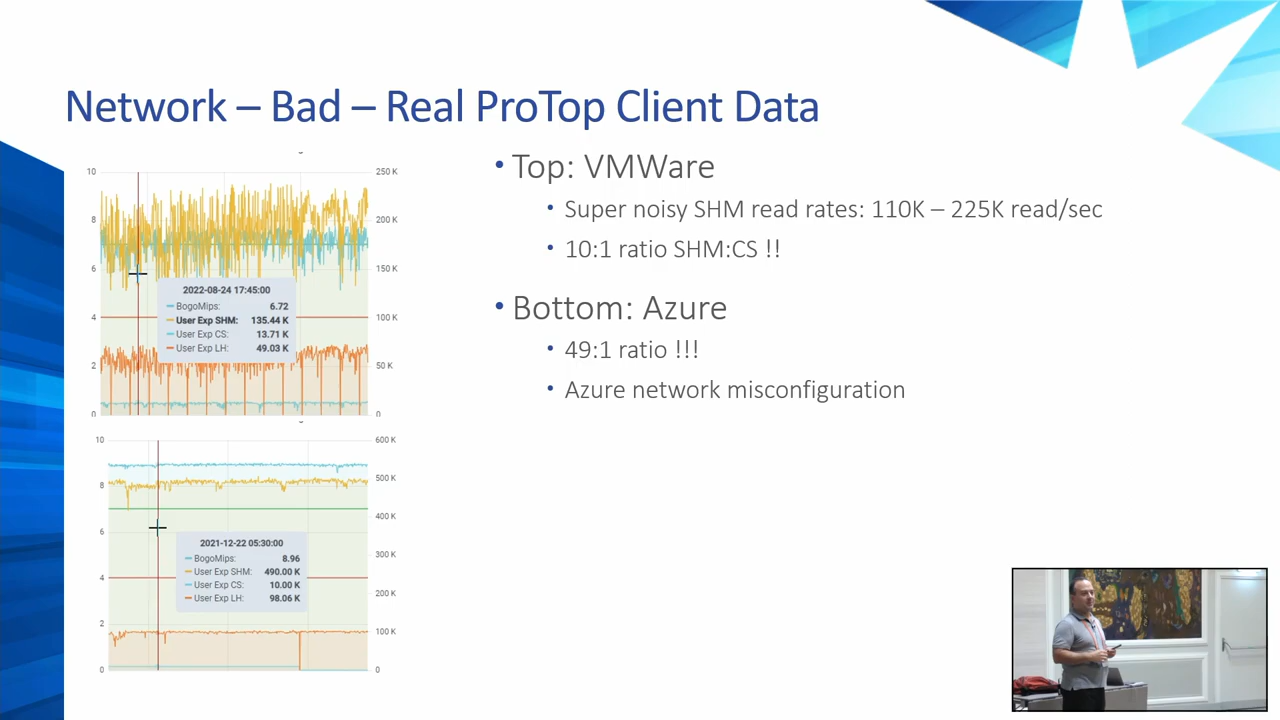 Network – Bad – Real ProTop Client Data
10
250 K
8
200 K
6
150 K
4
100 K
2
50 K
0
0
2022-08-24 17:45:00
BogoMips: 6.72
User Exp SHM: 135.44 K
User Exp CS: 13.71 K
User Exp LH: 49.03 K
10
600 K
8
500 K
400 K
6
300 K
4
200 K
2
100 K
0
0
2021-12-22 05:30:00
BogoMips: 8.96
User Exp SHM: 490.00 K
User Exp CS: 10.00 K
User Exp LH: 98.06 K
• Top: VMWare
• Super noisy SHM read rates: 110K – 225K read/sec
• 10:1 ratio SHM:CS !!
• Bottom: Azure
• 49:1 ratio !!!
• Azure network misconfiguration